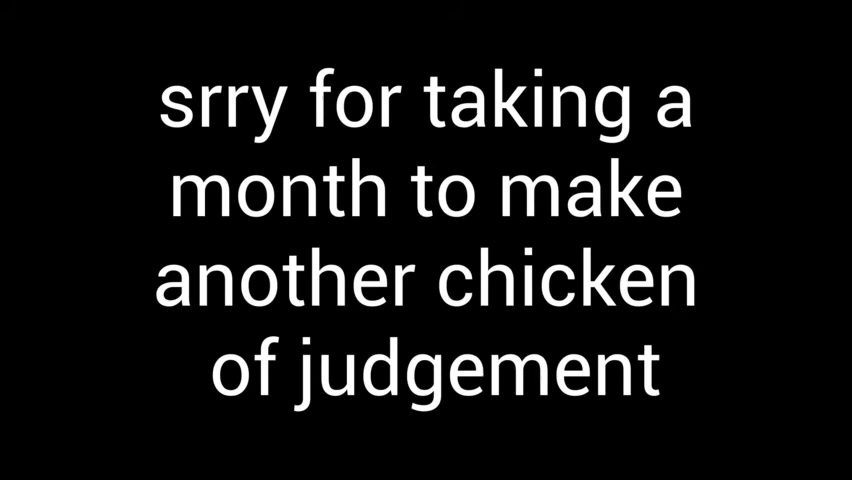 srry for taking a
month to make
another chicken
of judgement